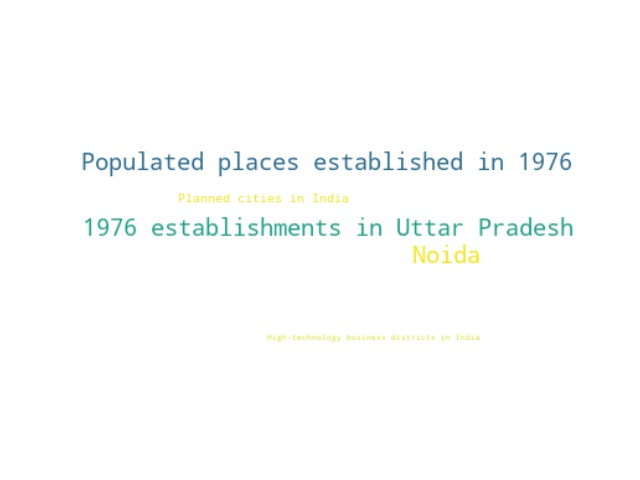 Populated places established in 1976
Planned cities in India
1976 establishments in Uttar Pradesh
Noida
High-technology business districts in India